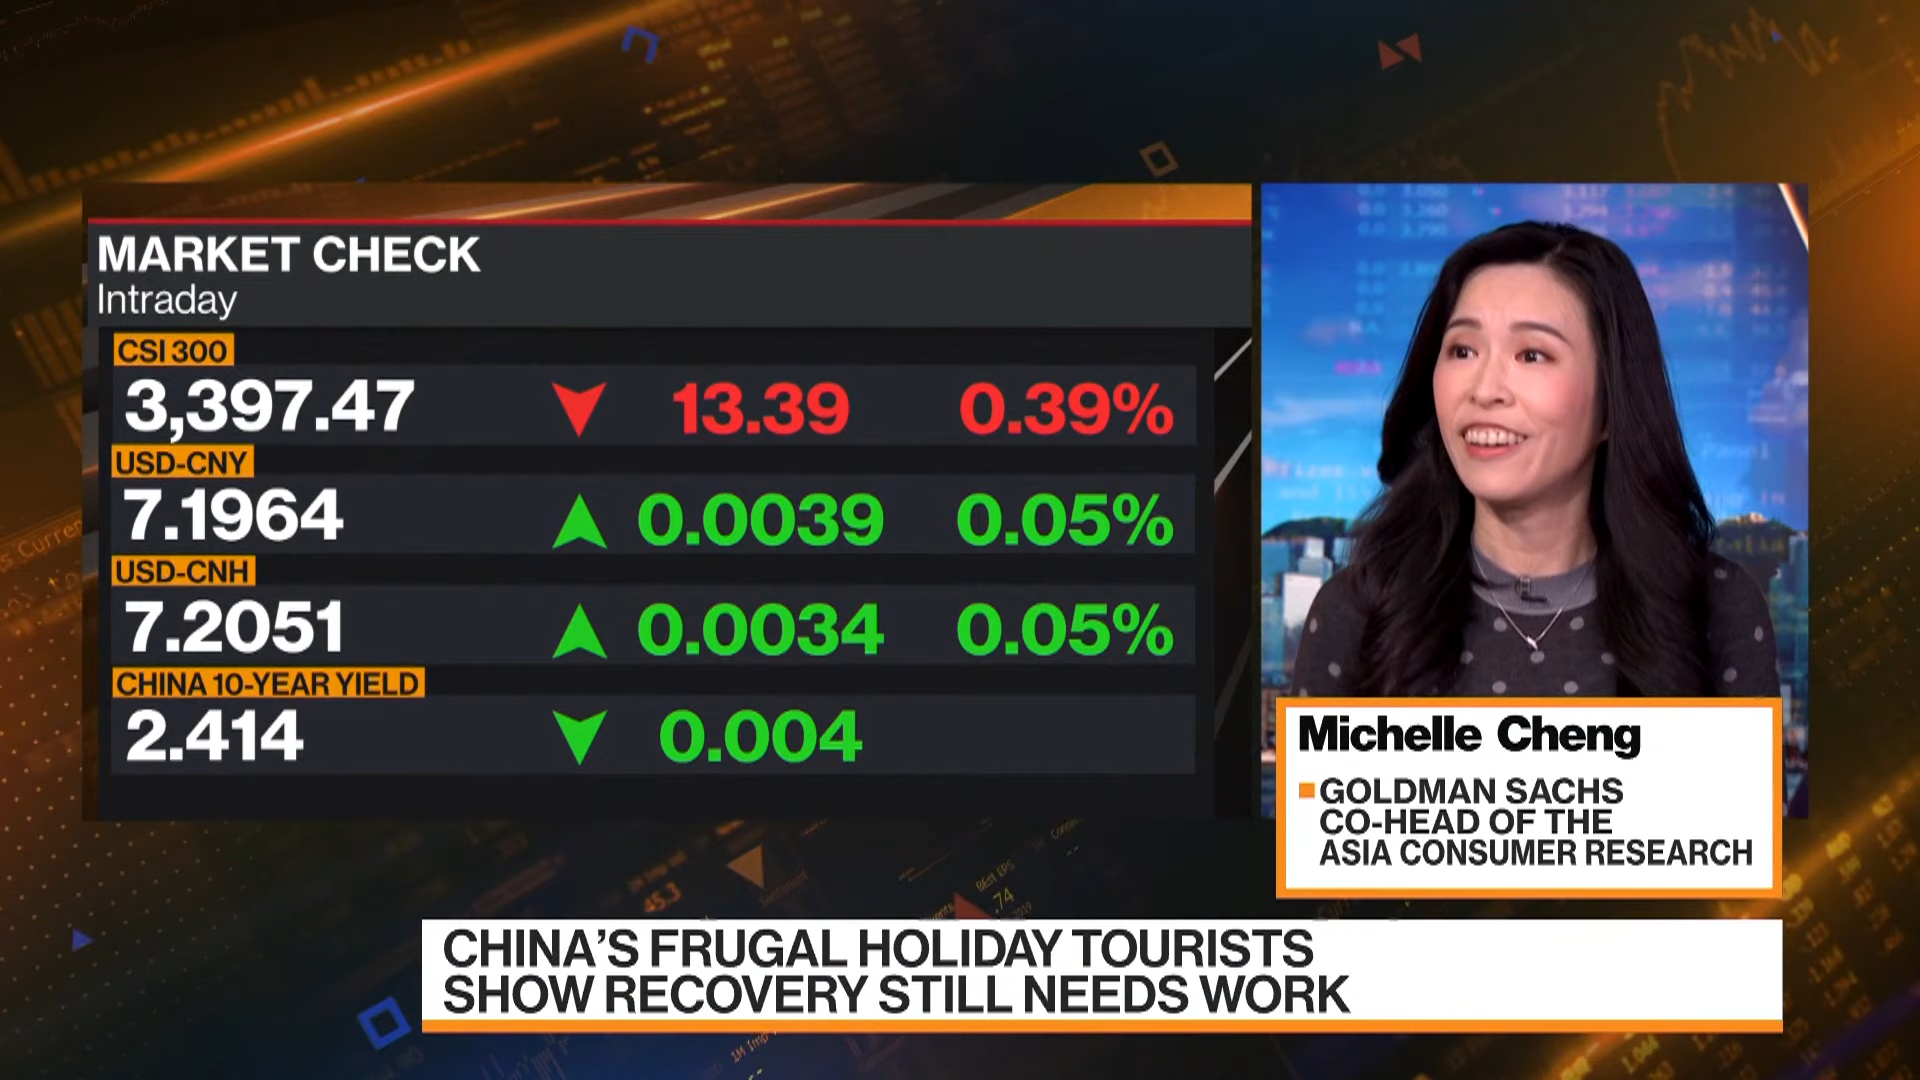 MARKET CHECK
Intraday
CSI 300
3,397.47 13.39 0.39%
USD-CNY
7.1964 0.0039 0.05%
USD-CNH
7.2051 0.0034 0.05%
CHINA 10-YEAR YIELD
2.414 0.004
Michelle Cheng
GOLDMAN SACHS
CO-HEAD OF THE
ASIA CONSUMER RESEARCH
CHINA’S FRUGAL HOLIDAY TOURISTS
SHOW RECOVERY STILL NEEDS WORK